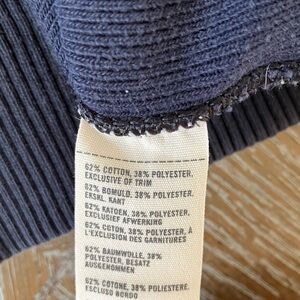 62% COTTON, 38% POLYESTER,
EXCLUSIVE OF TRIM
62% BOMULD, 38% POLYESTER,
EKSKL. KANT
62% KATOEN, 38% POLYESTER,
EXCLUSIEF AFWERKING
62% COTON, 38% POLYESTER, À
L'EXCLUSION DES GARNITURES
62% BAUMWOLLE, 38%
POLYESTER, BESATZ
AUSGENOMMEN
62% COTONE, 38% POLIESTERE,
ESCLUSO BORDO